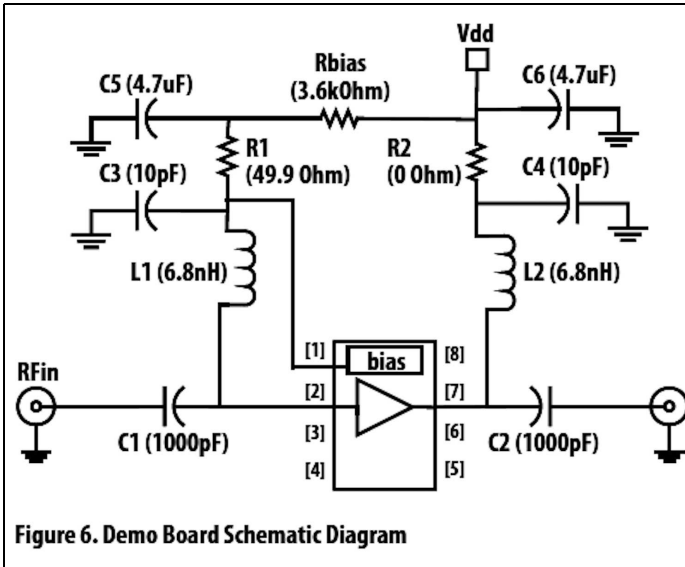 Vdd
C5 (4.7uF)
Rbias
(3.6kOhm)
C6 (4.7uF)
R1
(49.9 Ohm)
R2
(0 Ohm)
C3 (10pF)
C4 (10pF)
L1 (6.8nH)
L2 (6.8nH)
[1]
bias
[8]
RFin
[2]
[7]
[3]
[6]
C1 (1000pF)
C2 (1000pF)
[4]
[5]
Figure 6. Demo Board Schematic Diagram